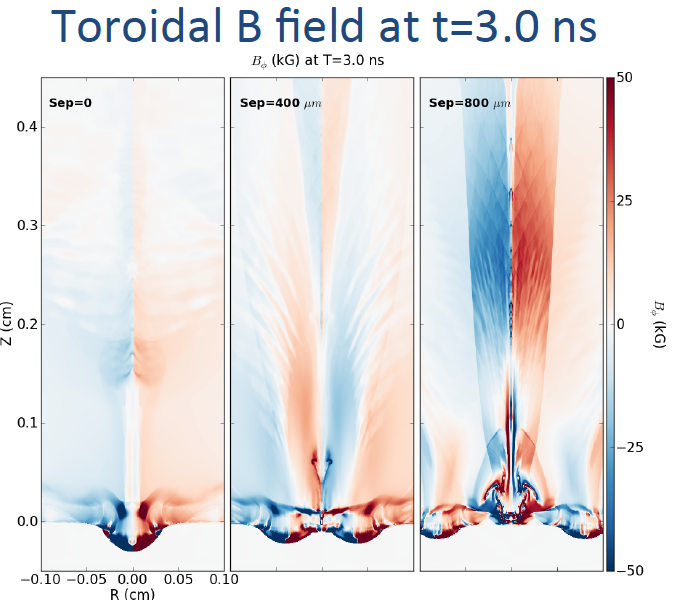 Toroidal B field at t=3.0 ns
B_φ (kG) at T=3.0 ns
Sep=0
Sep=400 μm
Sep=800 μm
0.4
0.3
0.2
0.1
0.0
Z (cm)
−0.10 −0.05 0.00 0.05 0.10
R (cm)
50
25
0
−25
−50
B_φ (kG)